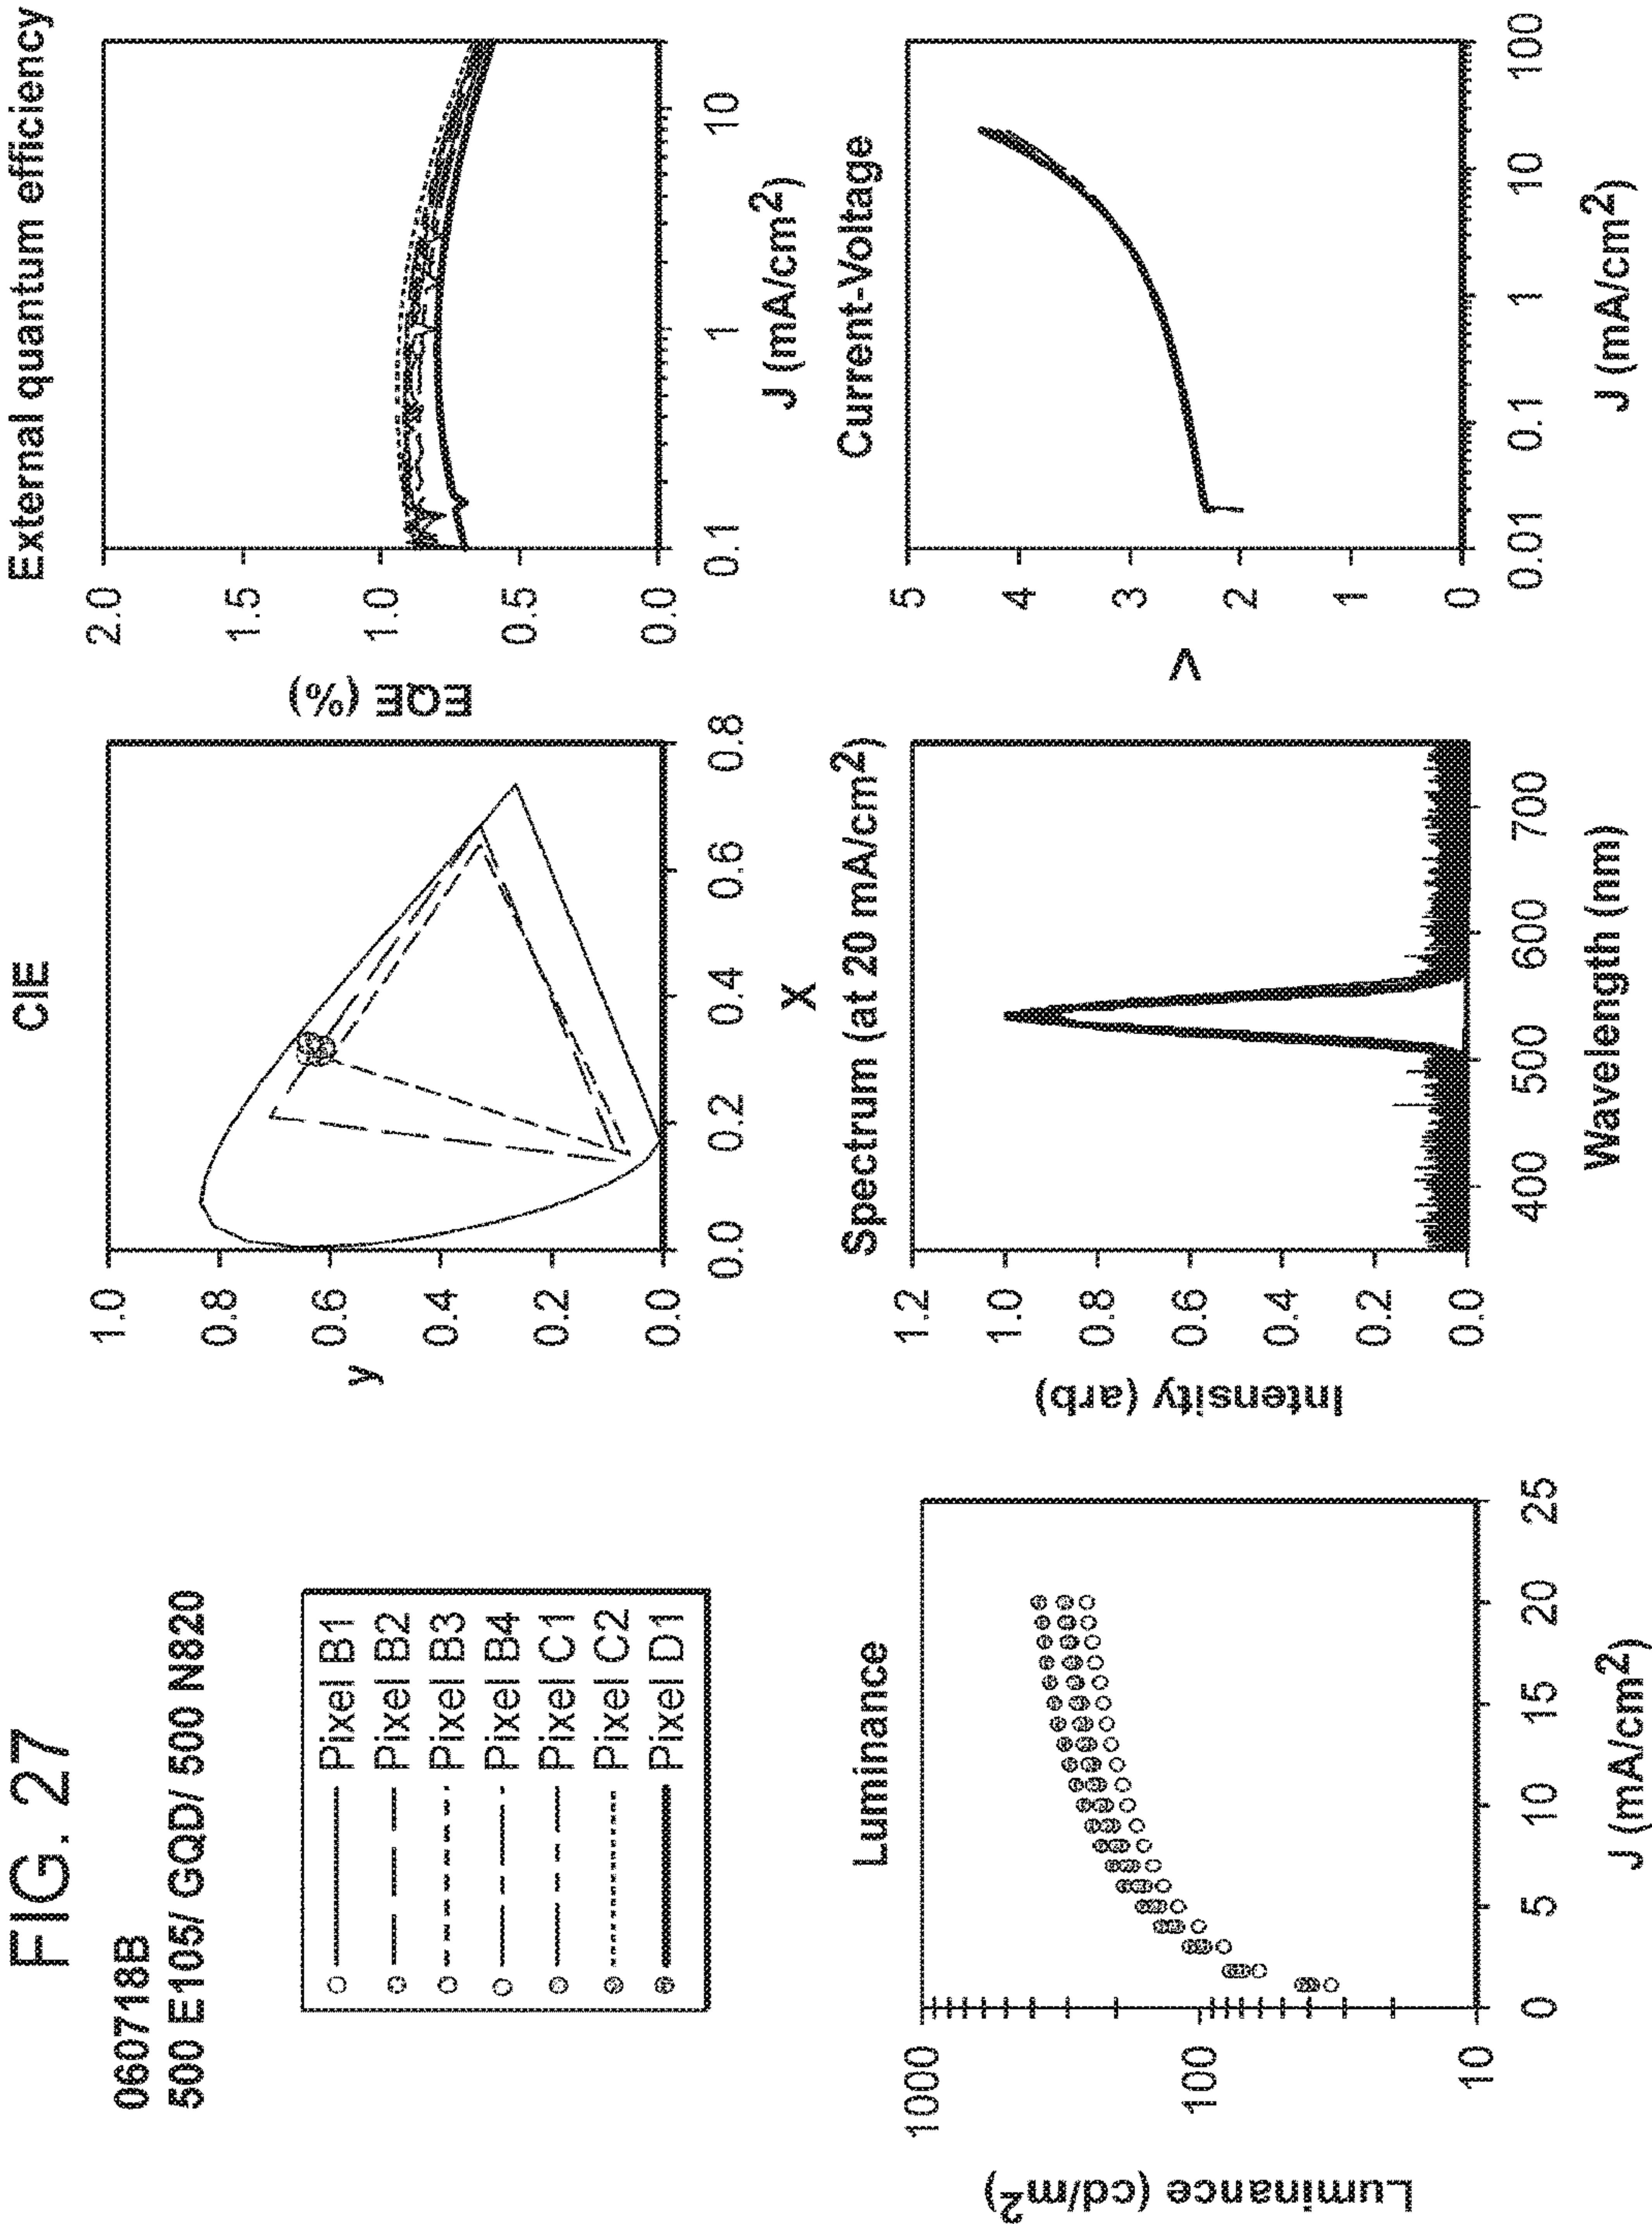 FIG. 27
060718B
500 E105/ GQD/ 500 N820
Pixel B1
Pixel B2
Pixel B3
Pixel B4
Pixel C1
Pixel C2
Pixel D1
CIE
y
1.0
0.8
0.6
0.4
0.2
0.0
0.0 0.2 0.4 0.6 0.8
X
External quantum efficiency
EQE (%)
2.0
1.5
1.0
0.5
0.0
0.1 1 10
J (mA/cm2)
Luminance
Luminance (cd/m2)
1000
100
10
0 5 10 15 20 25
J (mA/cm2)
Spectrum (at 20 mA/cm2)
Intensity (arb)
1.2
1.0
0.8
0.6
0.4
0.2
0.0
400 500 600 700
Wavelength (nm)
Current-Voltage
V
5
4
3
2
1
0
0.01 0.1 1 10 100
J (mA/cm2)